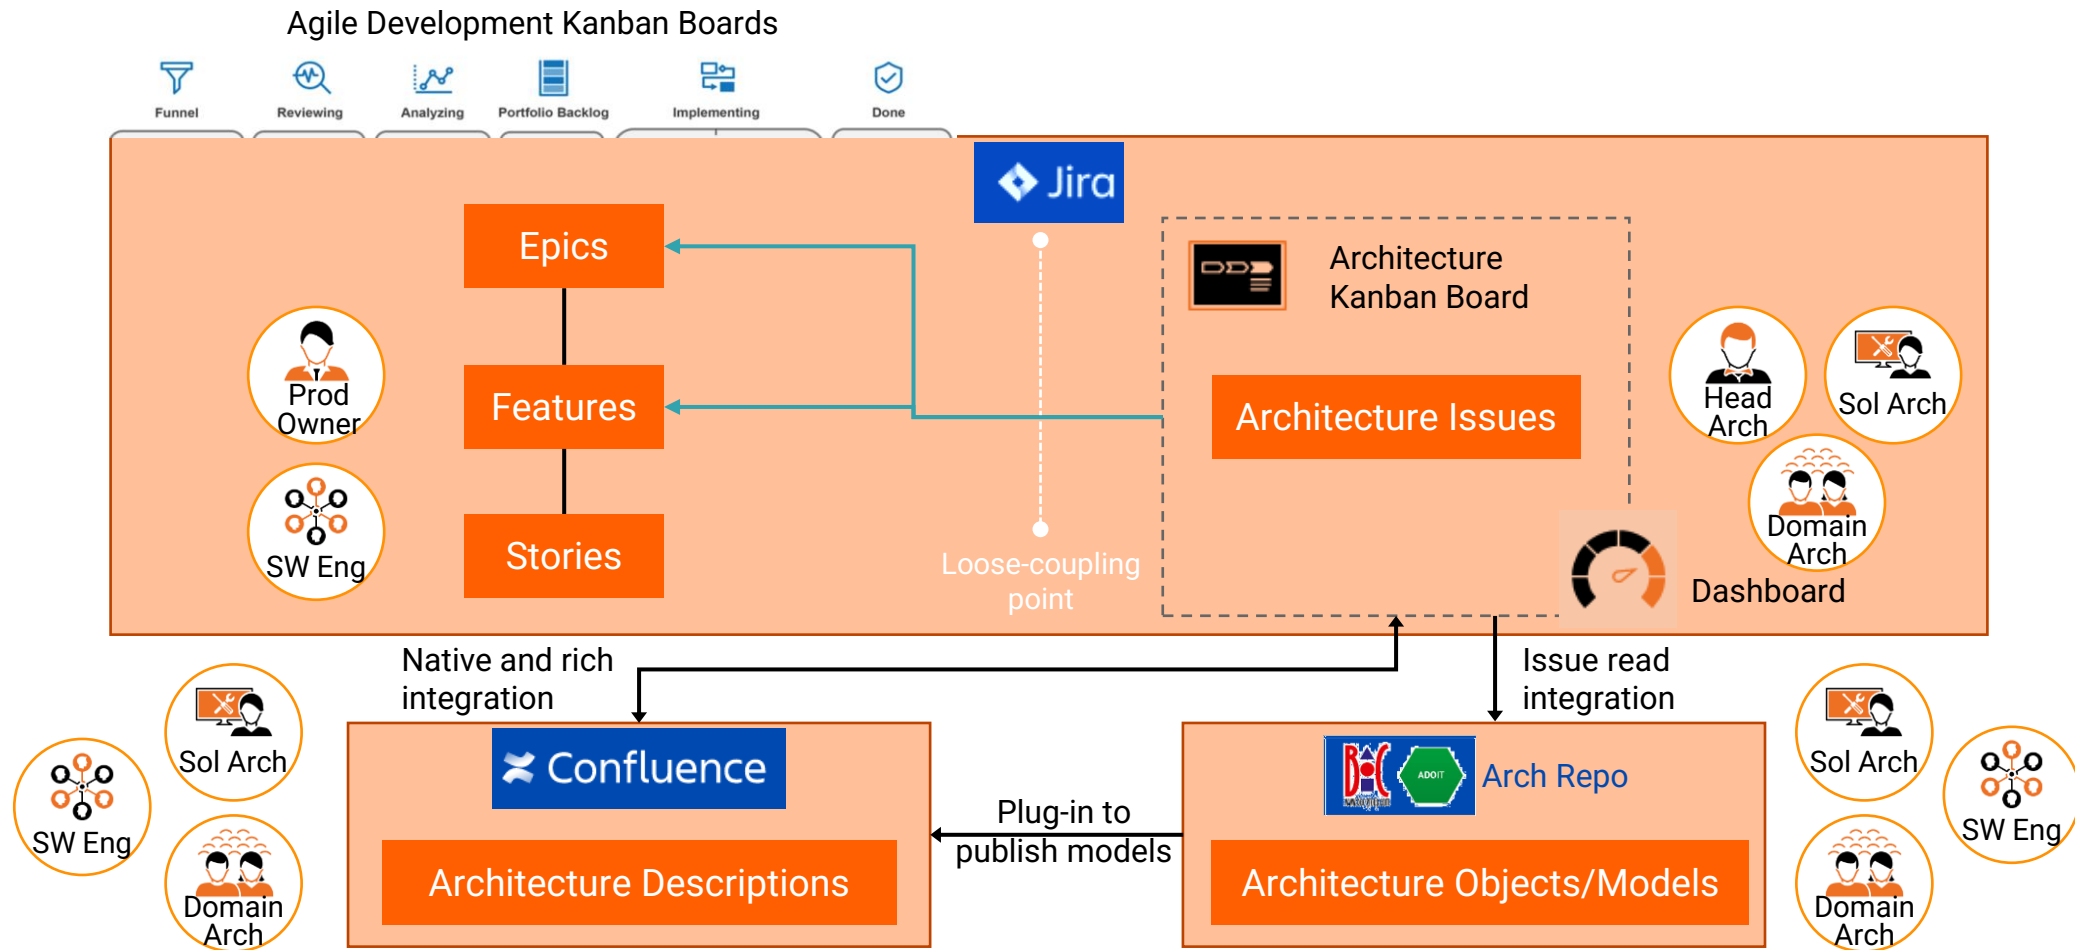 Agile Development Kanban Boards
Funnel
Reviewing
Analyzing
Portfolio Backlog
Implementing
Done
Jira
Epics
Architecture
Kanban Board
Prod
Owner
Features
Architecture Issues
Head
Arch
Sol Arch
SW Eng
Stories
Loose-coupling
point
Domain
Arch
Dashboard
Native and rich
integration
Issue read
integration
Sol Arch
SW Eng
Domain
Arch
Confluence
Architecture Descriptions
Plug-in to
publish models
BOC
ADOIT
Arch Repo
Architecture Objects/Models
Sol Arch
SW Eng
Domain
Arch